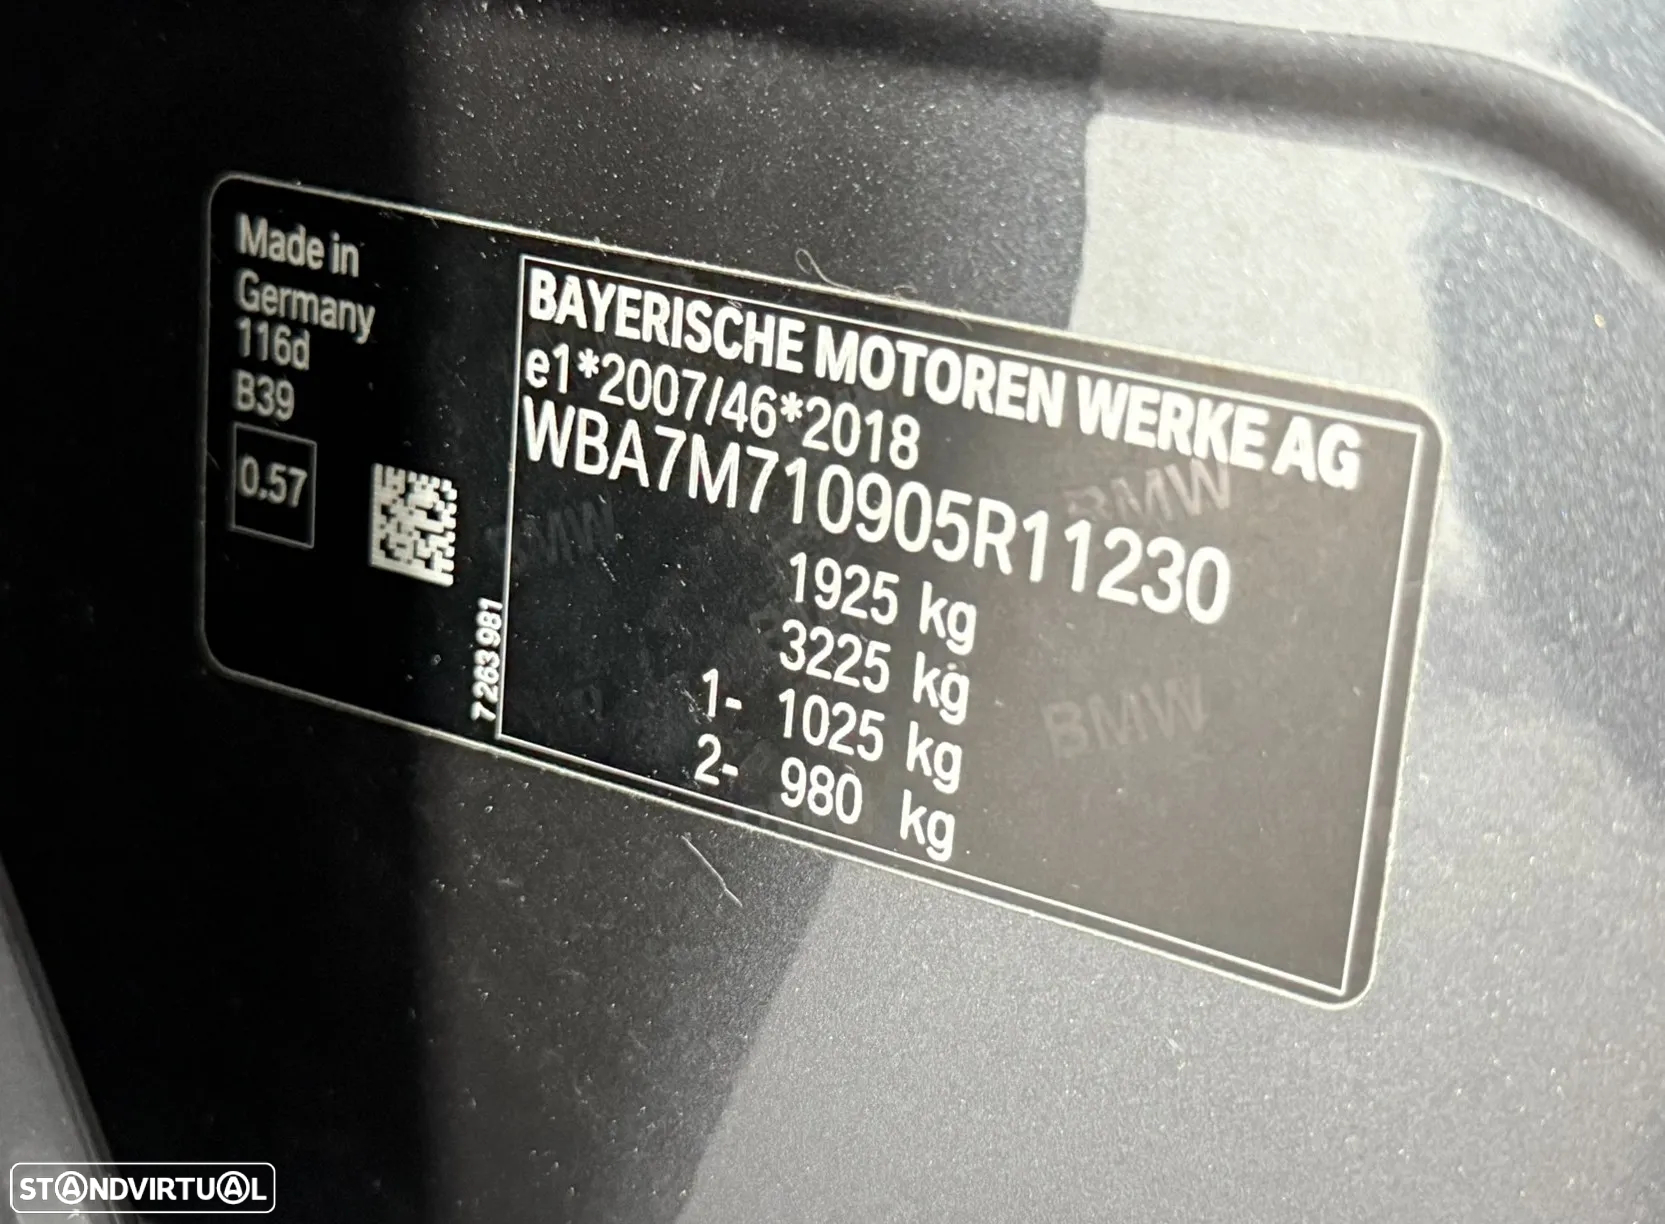 Made in
Germany
116d
B39
0.57
7 263 981
BAYERISCHE MOTOREN WERKE AG
e1*2007/46*2018
WBA7M710905R11230
1925 kg
3225 kg
1- 1025 kg
2- 980 kg
BMW
BMW
BMW
STANDVIRTUAL